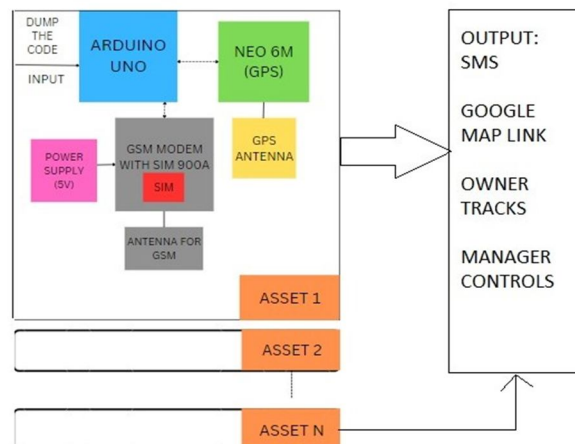 DUMP
THE
CODE
INPUT
ARDUINO
UNO
NEO 6M
(GPS)
GPS
ANTENNA
POWER
SUPPLY
(5V)
GSM MODEM
WITH SIM 900A
SIM
ANTENNA FOR
GSM
ASSET 1
ASSET 2
ASSET N
OUTPUT:
SMS
GOOGLE
MAP LINK
OWNER
TRACKS
MANAGER
CONTROLS